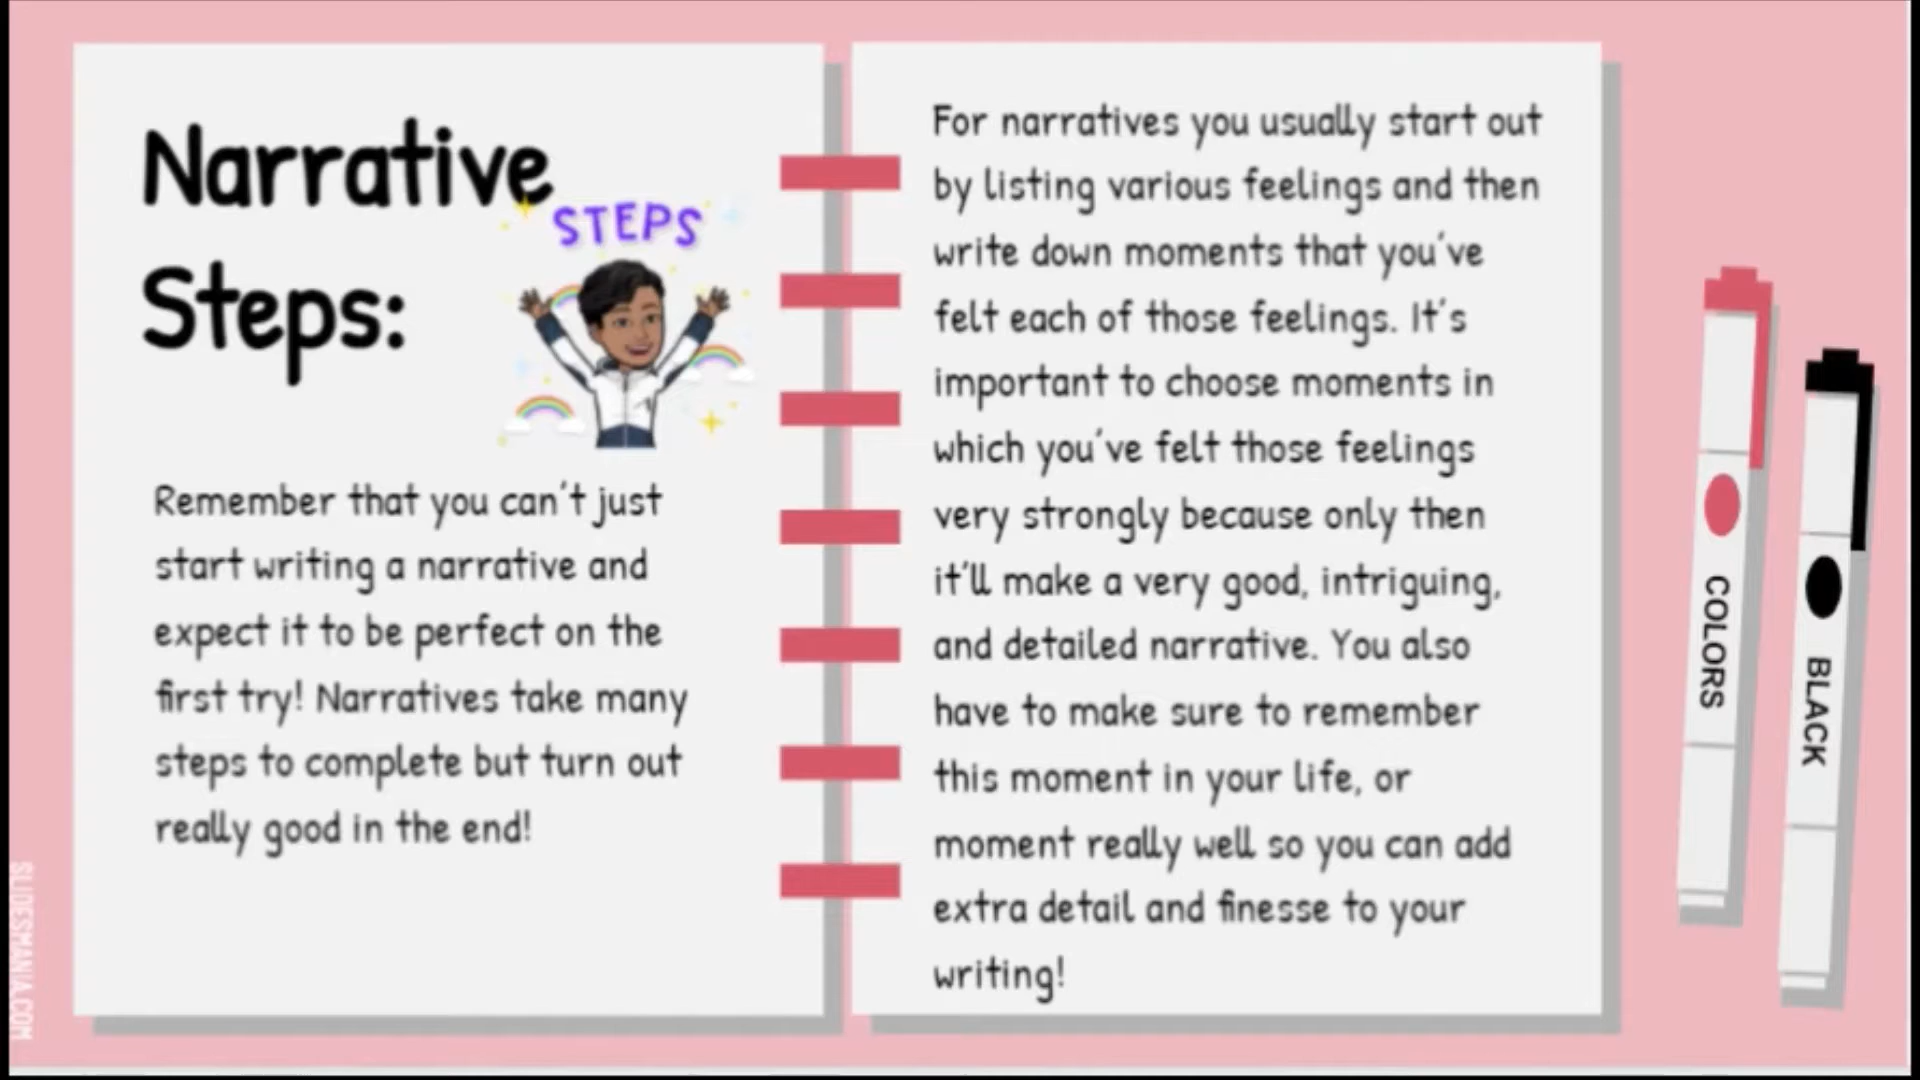 Narrative
Steps:
STEPS
Remember that you can't just
start writing a narrative and
expect it to be perfect on the
first try! Narratives take many
steps to complete but turn out
really good in the end!
For narratives you usually start out
by listing various feelings and then
write down moments that you've
felt each of those feelings. It's
important to choose moments in
which you've felt those feelings
very strongly because only then
it'll make a very good, intriguing,
and detailed narrative. You also
have to make sure to remember
this moment in your life, or
moment really well so you can add
extra detail and finesse to your
writing!
COLORS
BLACK
SLIDESMANIA.COM